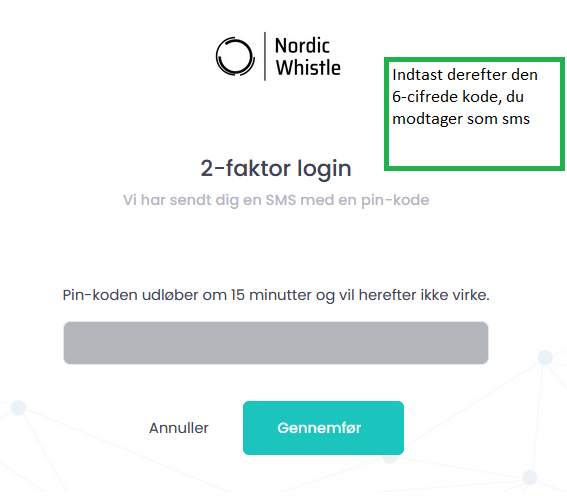 Nordic
Whistle
Indtast derefter den
6-cifrede kode, du
modtager som sms
2-faktor login
Vi har sendt dig en SMS med en pin-kode
Pin-koden udløber om 15 minutter og vil herefter ikke virke.
Annuller
Gennemfør